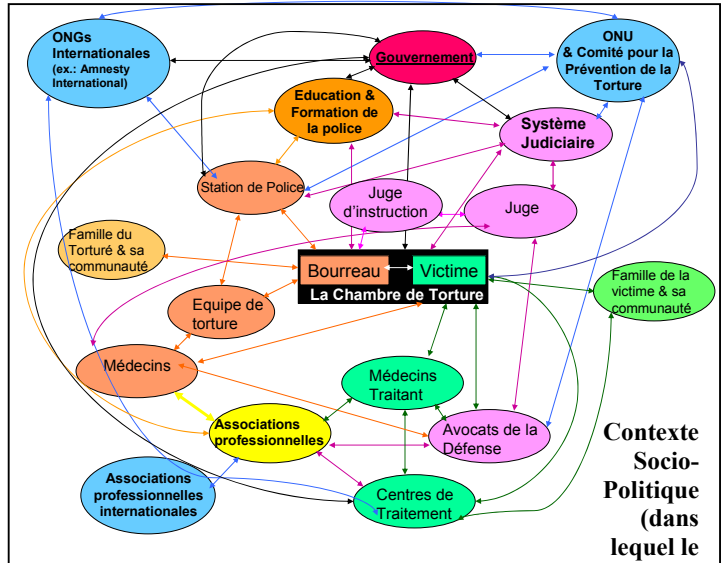 ONGs
Internationales
(ex.: Amnesty
International)
Gouvernement
ONU
& Comité pour la
Prévention de la
Torture
Education &
Formation de
la police
Système
Judiciaire
Station de Police
Juge
d'instruction
Juge
Famille du
Torturé & sa
communauté
Bourreau
Victime
La Chambre de Torture
Famille de la
victime & sa
communauté
Equipe de
torture
Médecins
Médecins
Traitant
Associations
professionnelles
Avocats de la
Défense
Associations
professionnelles
internationales
Centres de
Traitement
Contexte
Socio-
Politique
(dans
lequel le